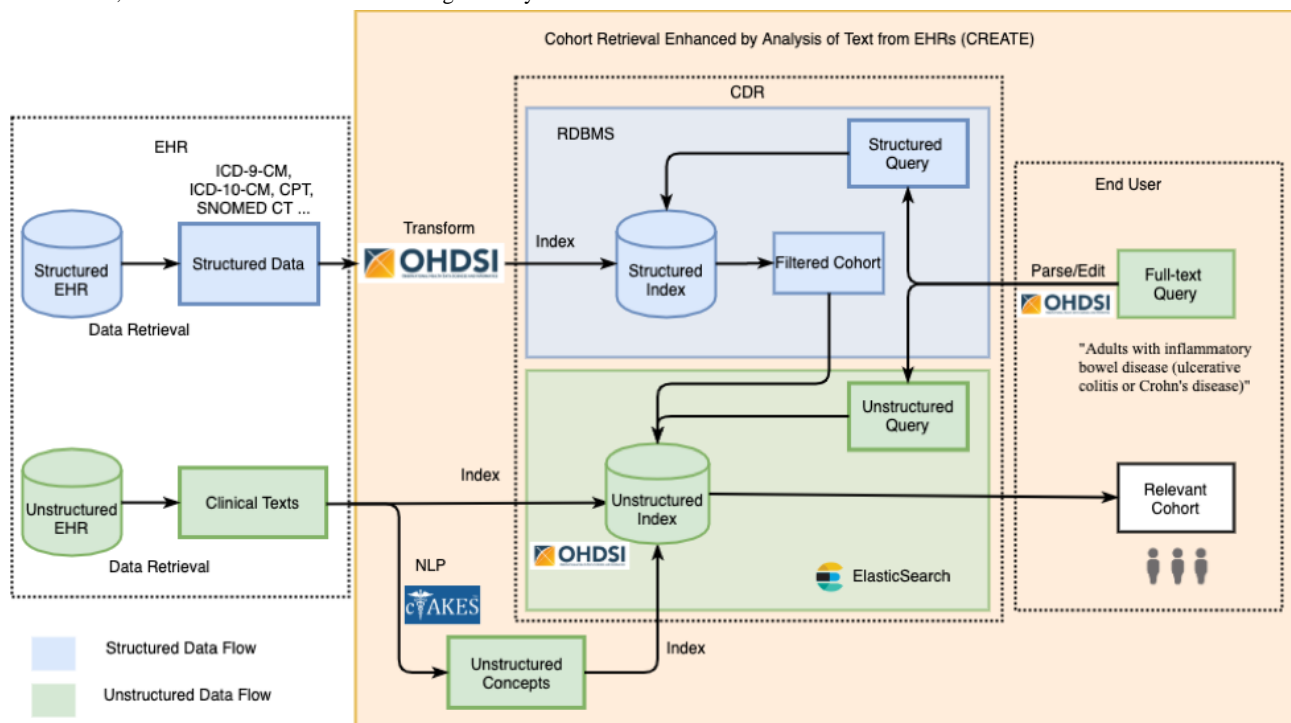 Cohort Retrieval Enhanced by Analysis of Text from EHRs (CREATE)
CDR
EHR
ICD-9-CM,
ICD-10-CM, CPT,
SNOMED CT ...
Structured
EHR
Structured Data
Data Retrieval
Transform
OHDSI
Index
RDBMS
Structured
Query
Structured
Index
Filtered Cohort
End User
Parse/Edit
OHDSI
Full-text
Query
"Adults with inflammatory
bowel disease (ulcerative
colitis or Crohn's disease)"
Unstructured
Query
Unstructured
EHR
Clinical Texts
Data Retrieval
Index
Unstructured
Index
OHDSI
ElasticSearch
Relevant
Cohort
NLP
cTAKES
Unstructured
Concepts
Index
Structured Data Flow
Unstructured Data Flow